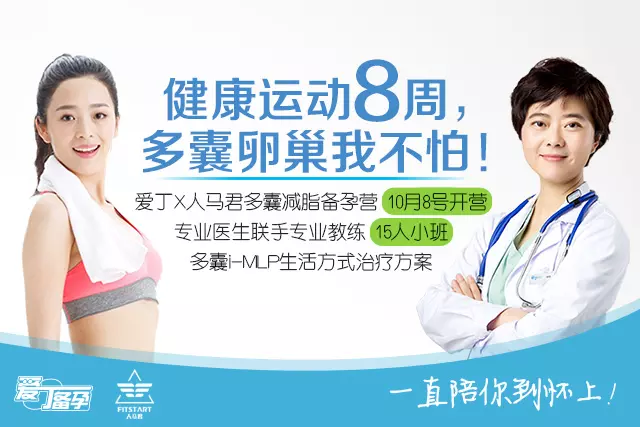 健康运动8周，
多囊卵巢我不怕！
爱丁X人马君多囊减脂备孕营 10月8号开营
专业医生联手专业教练 15人小班
多囊i-MLP生活方式治疗方案
爱丁备孕
FITSTART
人马君
一直陪你到怀上！